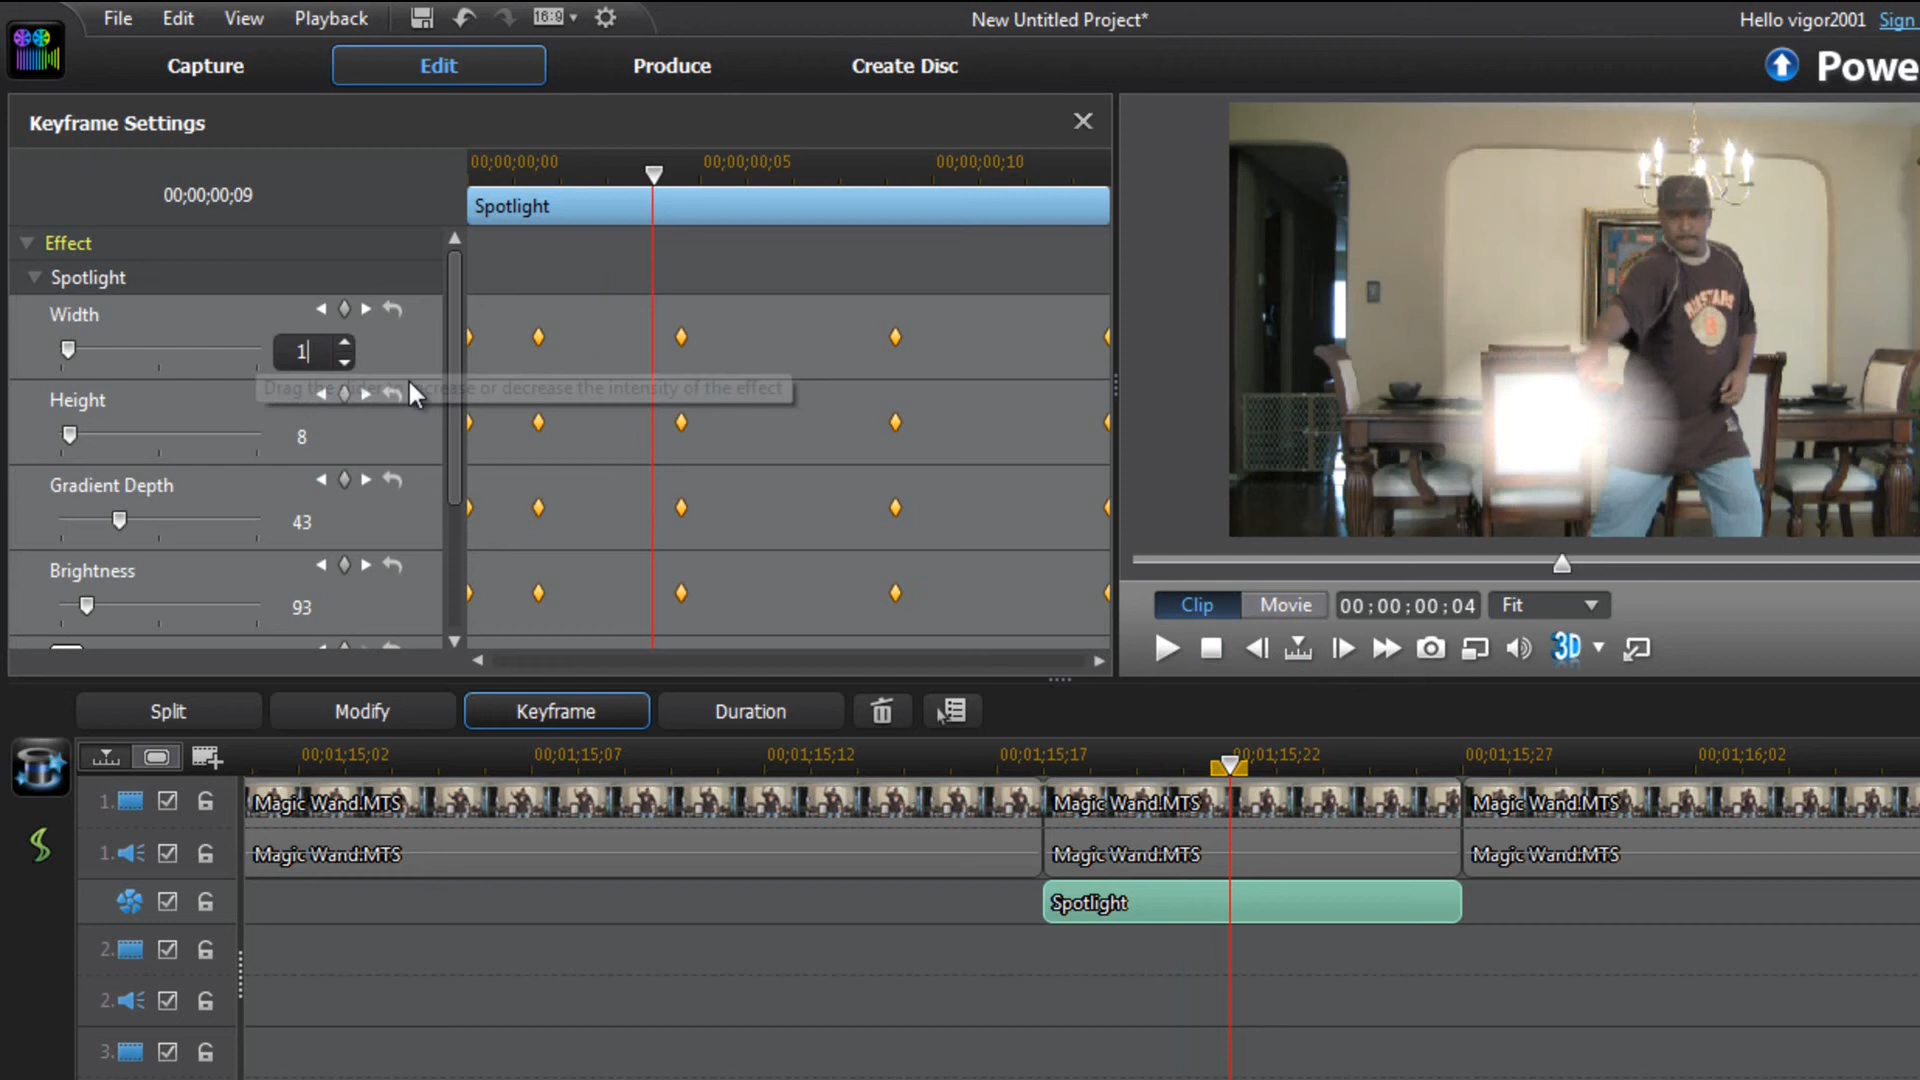 File Edit View Playback 16:9 New Untitled Project* Hello vigor2001 Sign
Capture Edit Produce Create Disc Powe
Keyframe Settings
00;00;00;00 00;00;00;05 00;00;00;10
00;00;00;09
Spotlight
Effect
Spotlight
Width
1
Drag the slider to increase or decrease the intensity of the effect
Height
8
Gradient Depth
43
Brightness
93
Clip Movie 00;00;00;04 Fit
3D
Split Modify Keyframe Duration
00;01;15;02 00;01;15;07 00;01;15;12 00;01;15;17 00;01;15;22 00;01;15;27 00;01;16;02
1. Magic Wand.MTS Magic Wand.MTS Magic Wand.MTS
1. Magic Wand.MTS Magic Wand.MTS Magic Wand.MTS
Spotlight
2.
2.
3.